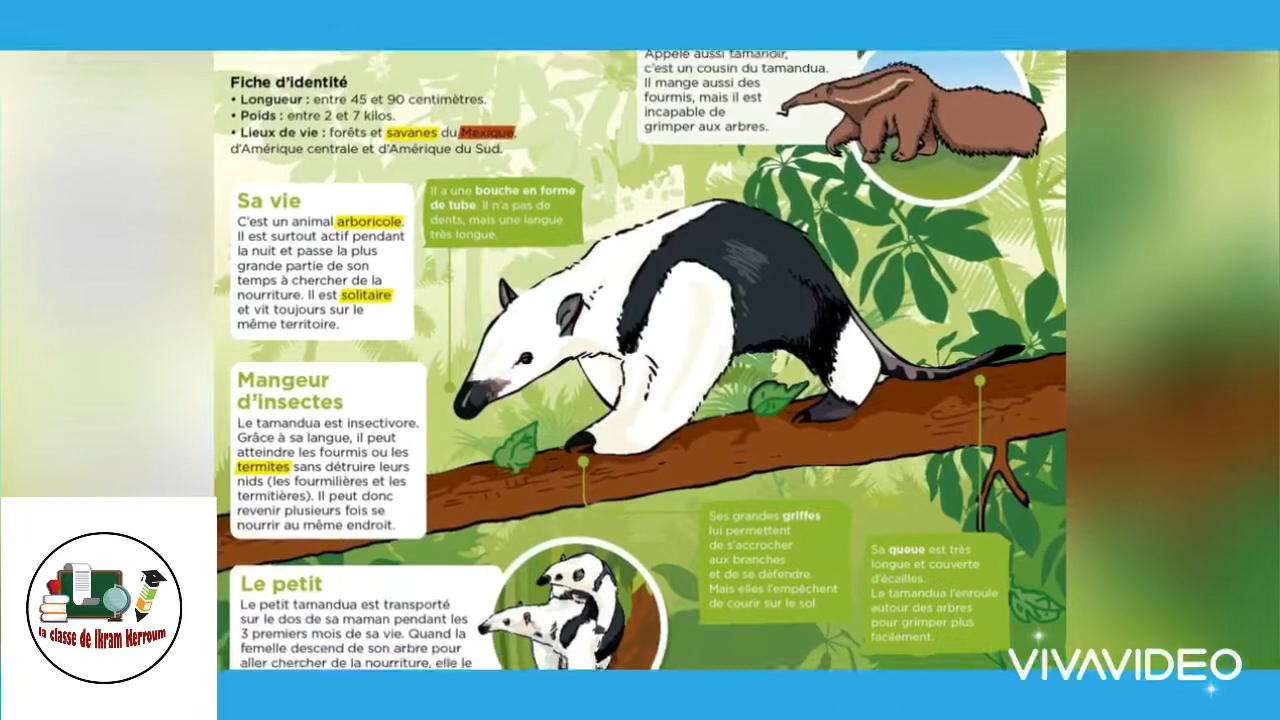 Appelé aussi tamanoir,
c'est un cousin du tamandua.
Il mange aussi des
fourmis, mais il est
incapable de
grimper aux arbres.
Fiche d'identité
• Longueur : entre 45 et 90 centimètres.
• Poids : entre 2 et 7 kilos.
• Lieux de vie : forêts et savanes du Mexique,
d'Amérique centrale et d'Amérique du Sud.
Sa vie
C'est un animal arboricole.
Il est surtout actif pendant
la nuit et passe la plus
grande partie de son
temps à chercher de la
nourriture. Il est solitaire
et vit toujours sur le
même territoire.
Il a une bouche en forme
de tube. Il n'a pas de
dents, mais une langue
très longue.
Mangeur
d'insectes
Le tamandua est insectivore.
Grâce à sa langue, il peut
atteindre les fourmis ou les
termites sans détruire leurs
nids (les fourmilières et les
termitières). Il peut donc
revenir plusieurs fois se
nourrir au même endroit.
Ses grandes griffes
lui permettent
de s'accrocher
aux branches
et de se défendre.
Mais elles l'empêchent
de courir sur le sol
Sa queue est très
longue et couverte
d'écailles.
Le tamandua l'enroule
autour des arbres
pour grimper plus
facilement.
Le petit
Le petit tamandua est transporté
sur le dos de sa maman pendant les
3 premiers mois de sa vie. Quand la
femelle descend de son arbre pour
aller chercher de la nourriture, elle le
la classe de Ikram Kerroum
VIVAVIDEO